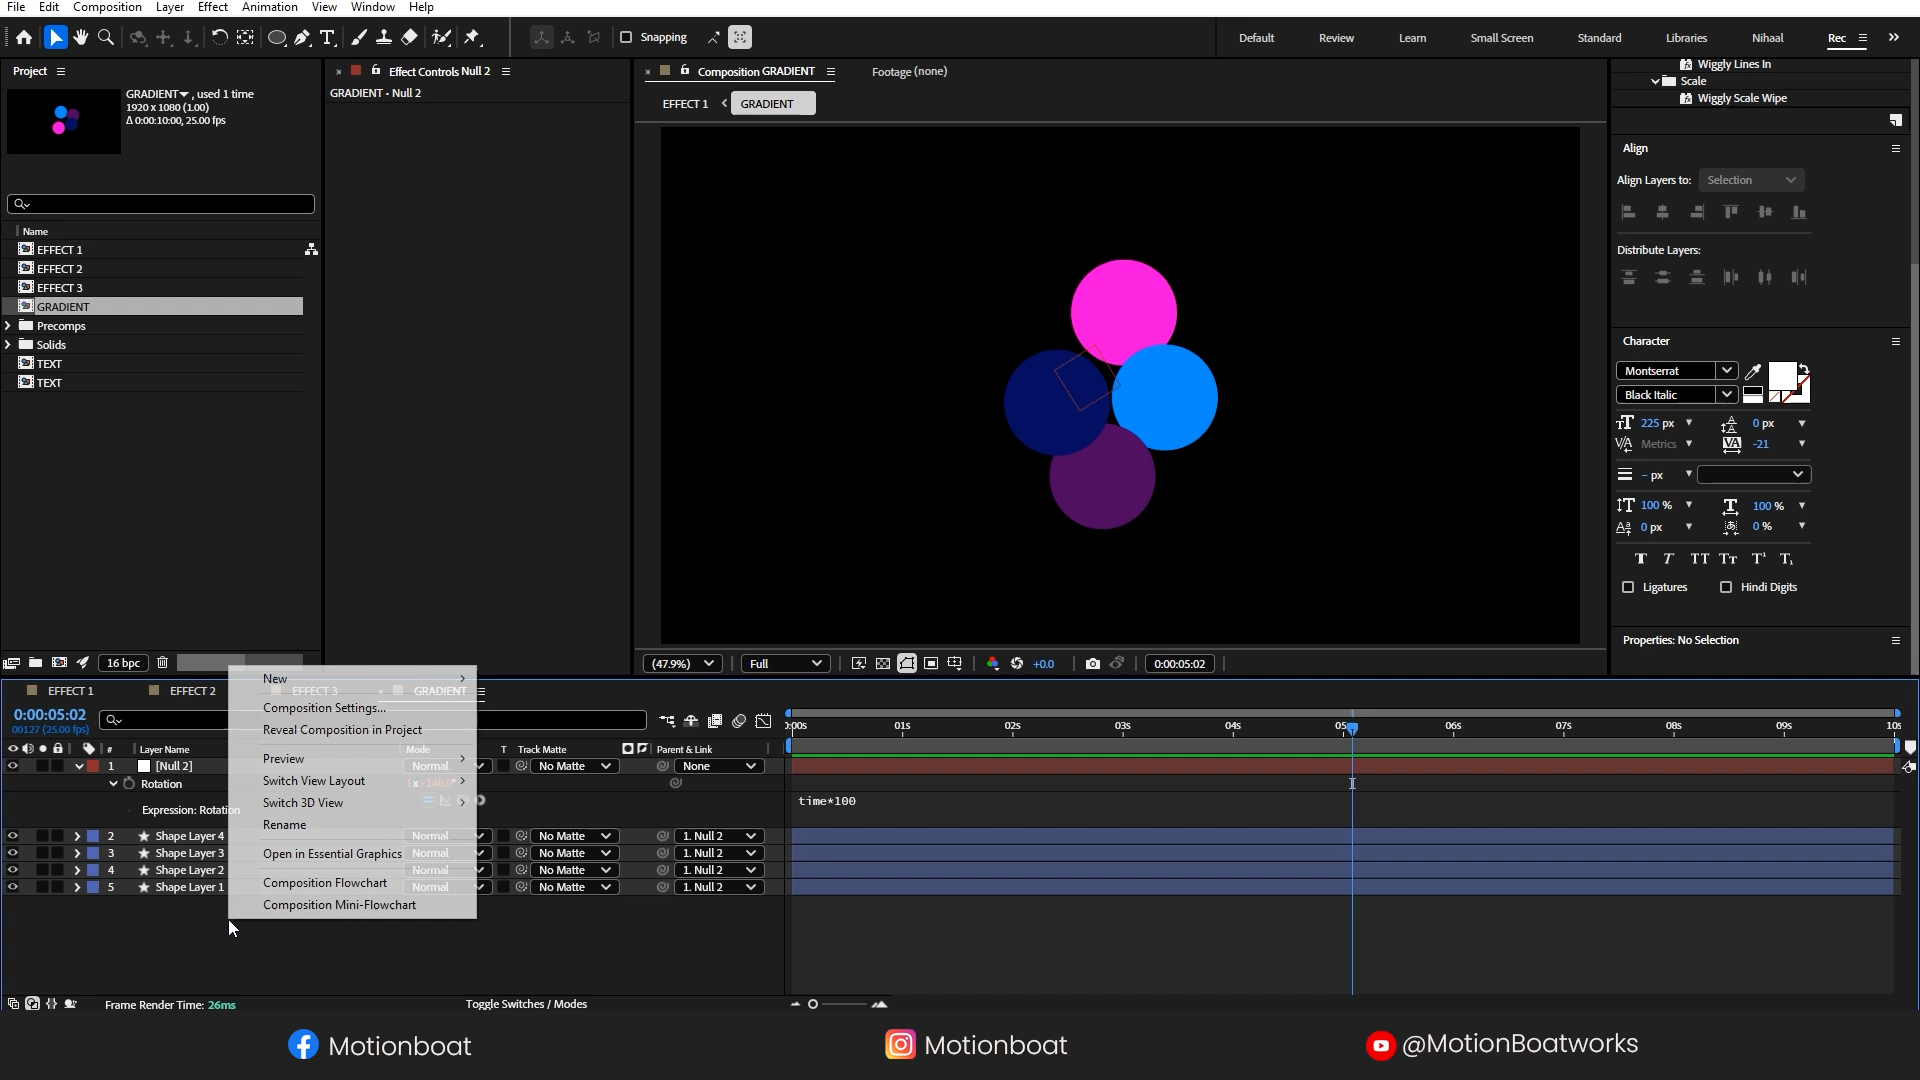 File Edit Composition Layer Effect Animation View Window Help
Snapping
Default Review Learn Small Screen Standard Libraries Nihaal Rec
Project
GRADIENT , used 1 time
1920 x 1080 (1.00)
Δ 0:00:10:00, 25.00 fps
Name
EFFECT 1
EFFECT 2
EFFECT 3
GRADIENT
Precomps
Solids
TEXT
TEXT
16 bpc
Effect Controls Null 2
GRADIENT • Null 2
Composition GRADIENT
Footage (none)
EFFECT 1 GRADIENT
(47.9%) Full +0.0 0:00:05:02
Wiggly Lines In
Scale
Wiggly Scale Wipe
Align
Align Layers to: Selection
Distribute Layers:
Character
Montserrat
Black Italic
225 px 0 px
Metrics -21
- px
100 % 100 %
0 px 0 %
Ligatures Hindi Digits
Properties: No Selection
EFFECT 1 EFFECT 2 EFFECT 3 GRADIENT
0:00:05:02
00127 (25.00 fps)
# Layer Name Mode T Track Matte Parent & Link
1 [Null 2] Normal No Matte None
Rotation
Expression: Rotation
time*100
2 Shape Layer 4 Normal No Matte 1. Null 2
3 Shape Layer 3 Normal No Matte 1. Null 2
4 Shape Layer 2 Normal No Matte 1. Null 2
5 Shape Layer 1 Normal No Matte 1. Null 2
New
Composition Settings...
Reveal Composition in Project
Preview
Switch View Layout
Switch 3D View
Rename
Open in Essential Graphics
Composition Flowchart
Composition Mini-Flowchart
01s 02s 03s 04s 06s 07s 08s 09s
Frame Render Time: 26ms
Toggle Switches / Modes
Motionboat
Motionboat
@MotionBoatworks